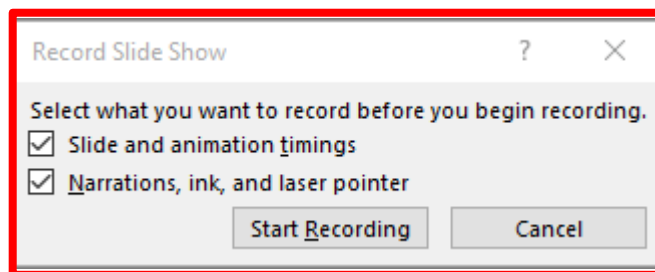 Record Slide Show ?
Select what you want to record before you begin recording.
Slide and animation timings
Narrations, ink, and laser pointer
Start Recording Cancel